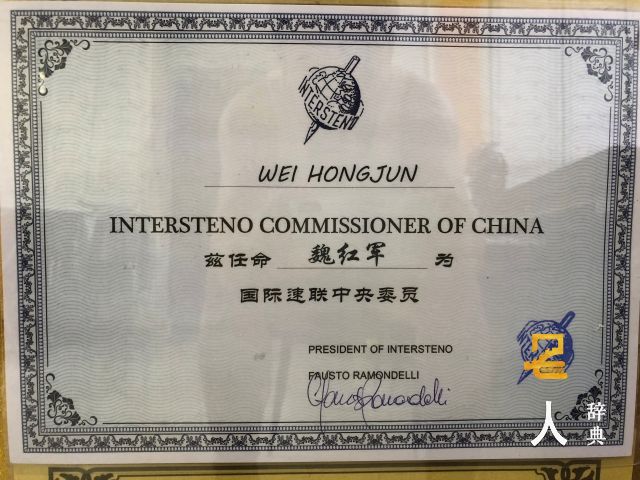 INTERSTENO
WEI HONGJUN
INTERSTENO COMMISSIONER OF CHINA
兹任命 魏红军 为
国际速联中央委员
PRESIDENT OF INTERSTENO
FAUSTO RAMONDELLI
人 辞典